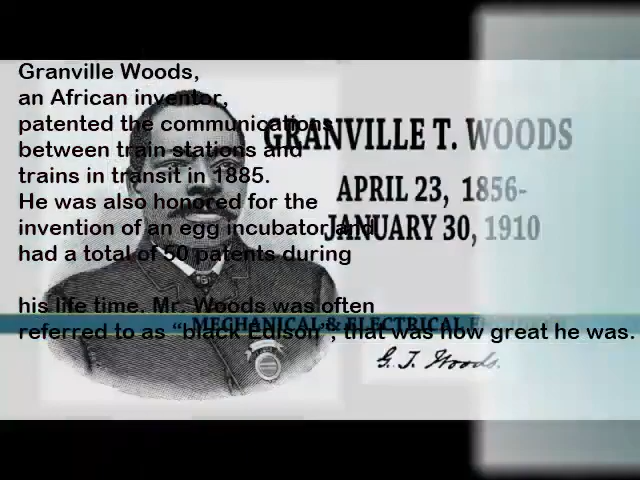 Granville Woods,
an African inventor,
patented the communications
between train stations and
trains in transit in 1885.
He was also honored for the
invention of an egg incubator and
had a total of 50 patents during
his life time. Mr. Woods was often
referred to as “black Edison”, that was how great he was.
GRANVILLE T. WOODS
APRIL 23, 1856-
JANUARY 30, 1910
MECHANICAL & ELECTRICAL
G. T. Woods.